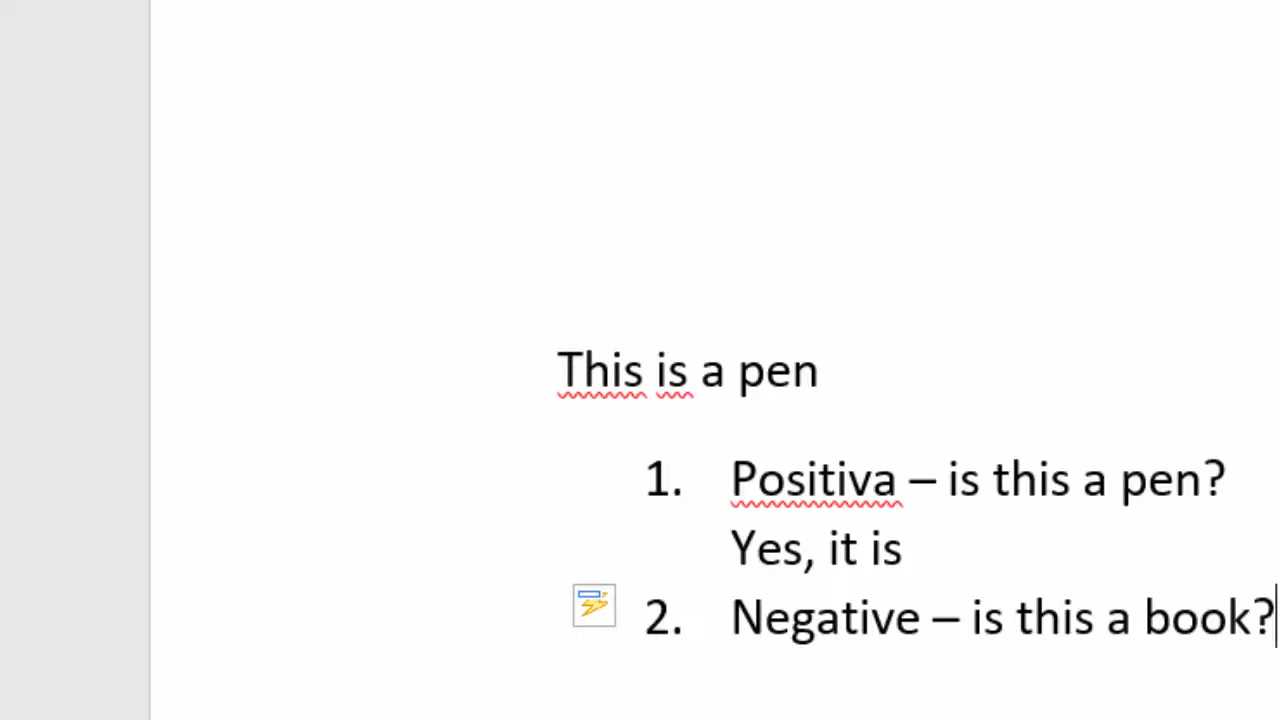 This is a pen
1. Positiva – is this a pen?
Yes, it is
2. Negative – is this a book?